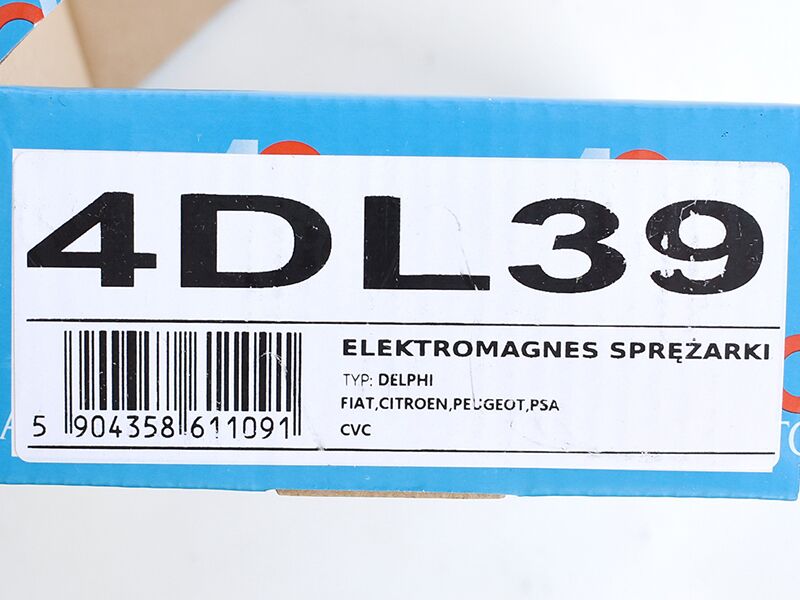 4DL39
ELEKTROMAGNES SPRĘŻARKI
TYP: DELPHI
FIAT,CITROEN,PEUGEOT,PSA
CVC
5 904358 611091